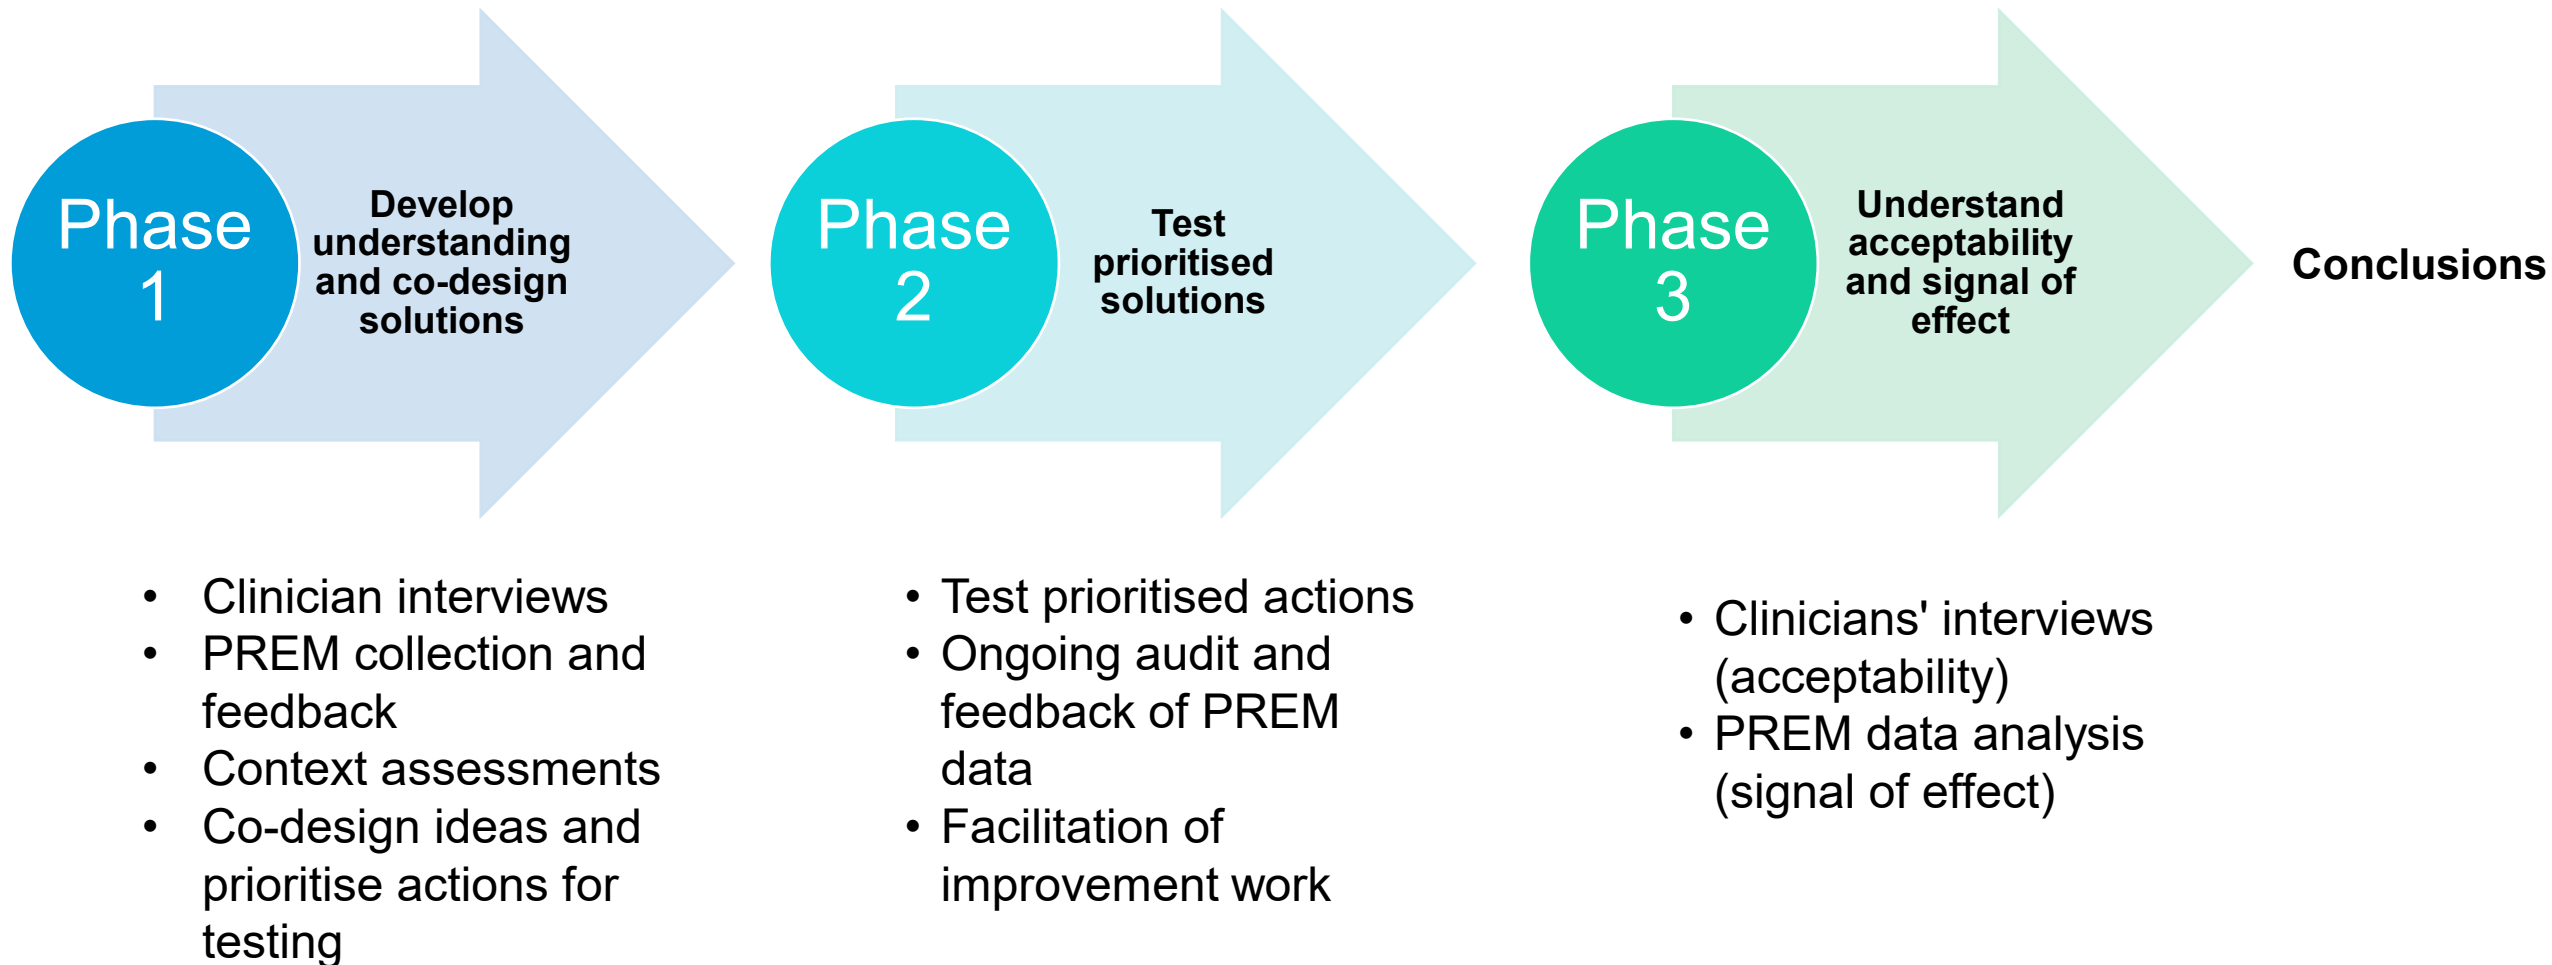 Phase
1
Develop
understanding
and co-design
solutions
Phase
2
Test
prioritised
solutions
Phase
3
Understand
acceptability
and signal of
effect
Conclusions
• Clinician interviews
• PREM collection and
feedback
• Context assessments
• Co-design ideas and
prioritise actions for
testing
• Test prioritised actions
• Ongoing audit and
feedback of PREM
data
• Facilitation of
improvement work
• Clinicians' interviews
(acceptability)
• PREM data analysis
(signal of effect)